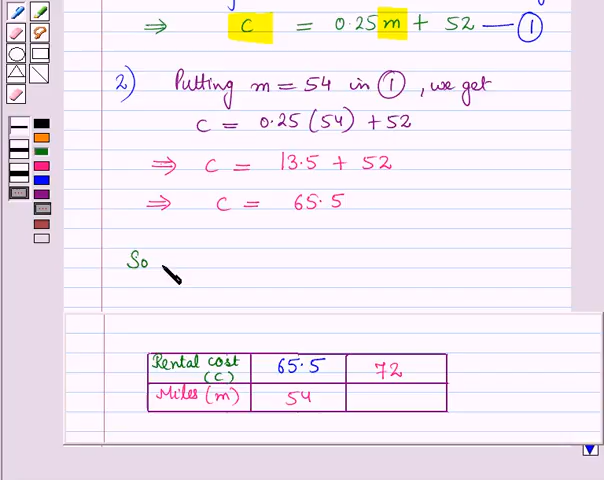 ⇒ C = 0.25 m + 52 — ①
2) Putting m = 54 in ①, we get
C = 0.25 (54) + 52
⇒ C = 13.5 + 52
⇒ C = 65.5
So
Rental cost (C) 65.5 72
Miles (m) 54